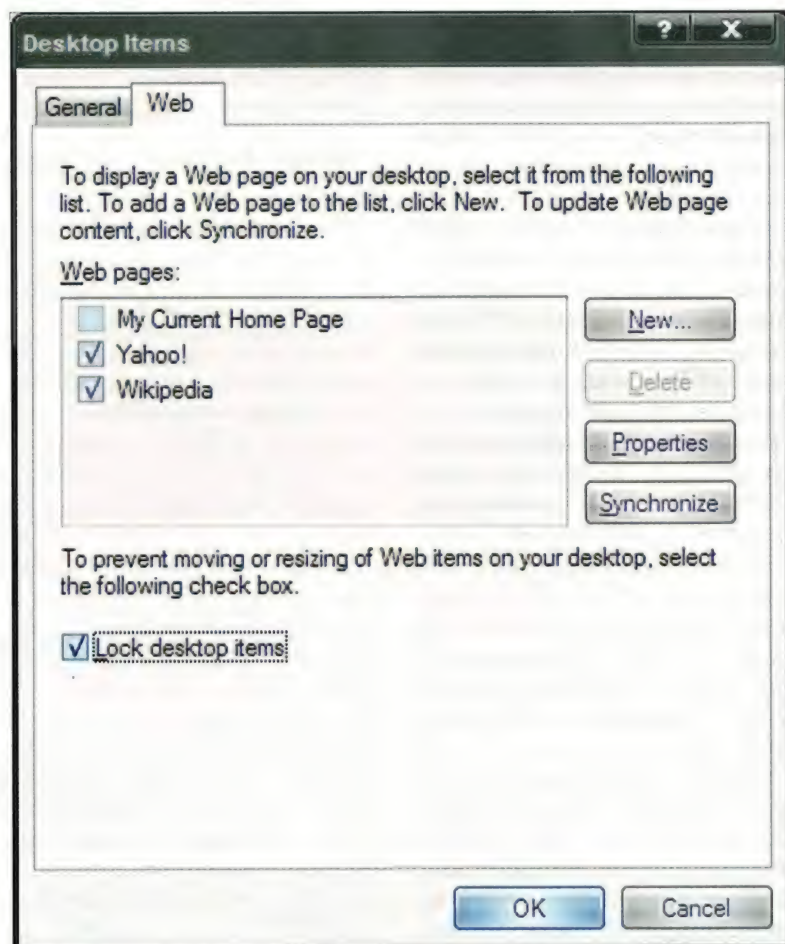 Desktop Items
? X
General Web
To display a Web page on your desktop, select it from the following
list. To add a Web page to the list, click New. To update Web page
content, click Synchronize.
Web pages:
My Current Home Page
Yahoo!
Wikipedia
New...
Delete
Properties
Synchronize
To prevent moving or resizing of Web items on your desktop, select
the following check box.
Lock desktop items
OK Cancel